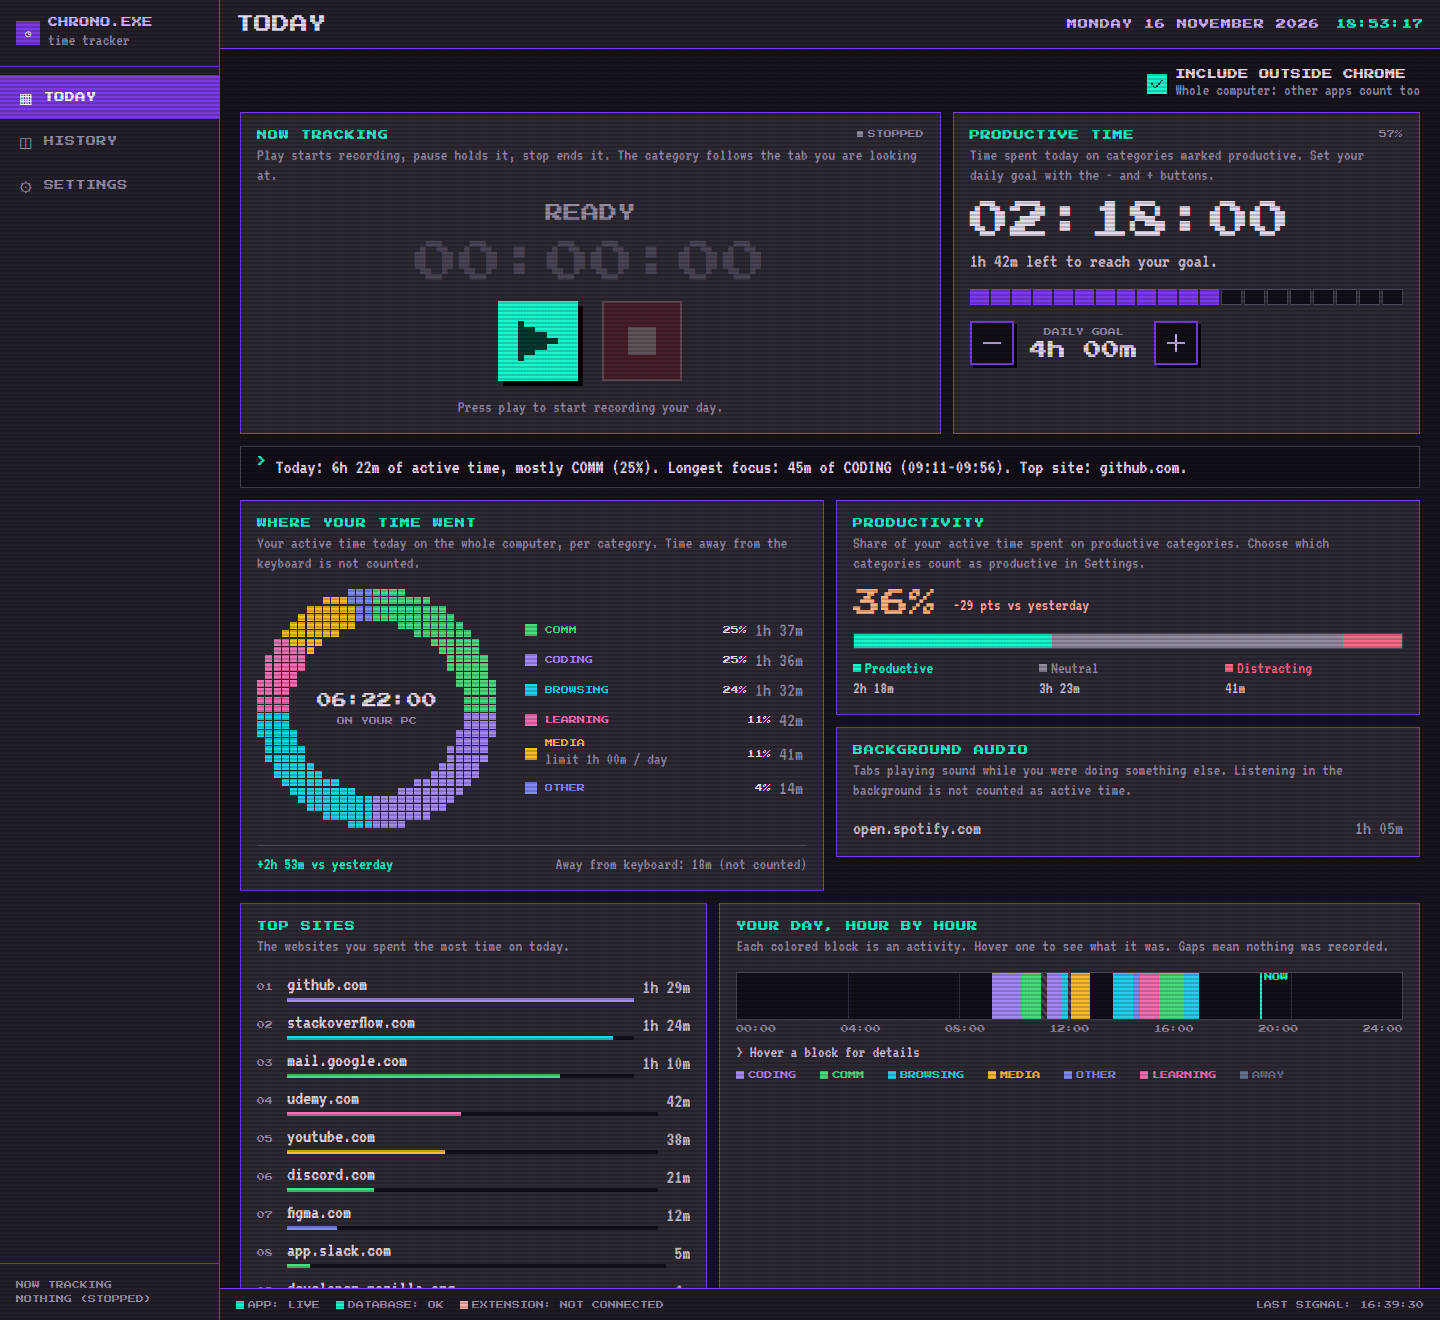 CHRONO.EXE
time tracker
TODAY
HISTORY
SETTINGS
NOW TRACKING
NOTHING (STOPPED)
TODAY
MONDAY 16 NOVEMBER 2026 18:53:17
INCLUDE OUTSIDE CHROME
Whole computer: other apps count too
NOW TRACKING
STOPPED
Play starts recording, pause holds it, stop ends it. The category follows the tab you are looking
at.
READY
00:00:00
Press play to start recording your day.
PRODUCTIVE TIME
57%
Time spent today on categories marked productive. Set your
daily goal with the - and + buttons.
02:18:00
1h 42m left to reach your goal.
DAILY GOAL
4h 00m
Today: 6h 22m of active time, mostly COMM (25%). Longest focus: 45m of CODING (09:11-09:56). Top site: github.com.
WHERE YOUR TIME WENT
Your active time today on the whole computer, per category. Time away from the
keyboard is not counted.
06:22:00
ON YOUR PC
COMM 25% 1h 37m
CODING 25% 1h 36m
BROWSING 24% 1h 32m
LEARNING 11% 42m
MEDIA
limit 1h 00m / day
11% 41m
OTHER 4% 14m
+2h 53m vs yesterday
Away from keyboard: 18m (not counted)
PRODUCTIVITY
Share of your active time spent on productive categories. Choose which
categories count as productive in Settings.
36% -29 pts vs yesterday
Productive Neutral Distracting
2h 18m 3h 23m 41m
BACKGROUND AUDIO
Tabs playing sound while you were doing something else. Listening in the
background is not counted as active time.
open.spotify.com 1h 05m
TOP SITES
The websites you spent the most time on today.
01 github.com 1h 29m
02 stackoverflow.com 1h 24m
03 mail.google.com 1h 10m
04 udemy.com 42m
05 youtube.com 38m
06 discord.com 21m
07 figma.com 12m
08 app.slack.com 5m
YOUR DAY, HOUR BY HOUR
Each colored block is an activity. Hover one to see what it was. Gaps mean nothing was recorded.
NOW
00:00 04:00 08:00 12:00 16:00 20:00 24:00
Hover a block for details
CODING COMM BROWSING MEDIA OTHER LEARNING AWAY
APP: LIVE DATABASE: OK EXTENSION: NOT CONNECTED
LAST SIGNAL: 16:39:30